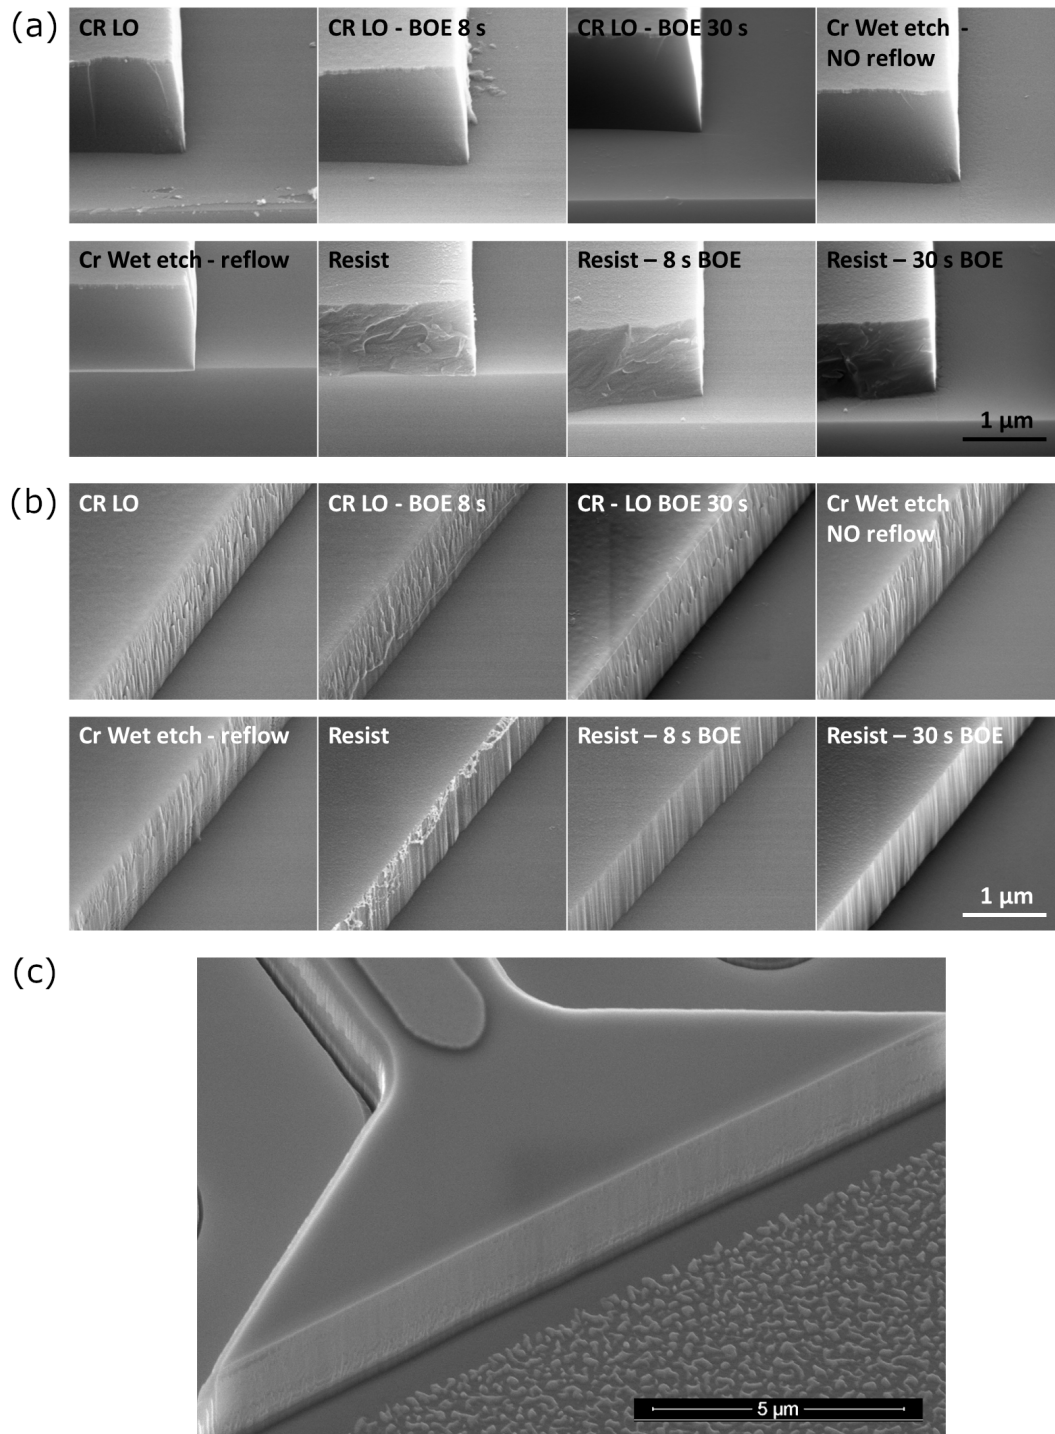 (a)
CR LO
CR LO - BOE 8 s
CR LO - BOE 30 s
Cr Wet etch -
NO reflow
Cr Wet etch - reflow
Resist
Resist – 8 s BOE
Resist – 30 s BOE
1 µm
(b)
CR LO
CR LO - BOE 8 s
CR - LO BOE 30 s
Cr Wet etch
NO reflow
Cr Wet etch - reflow
Resist
Resist – 8 s BOE
Resist – 30 s BOE
1 µm
(c)
5 µm